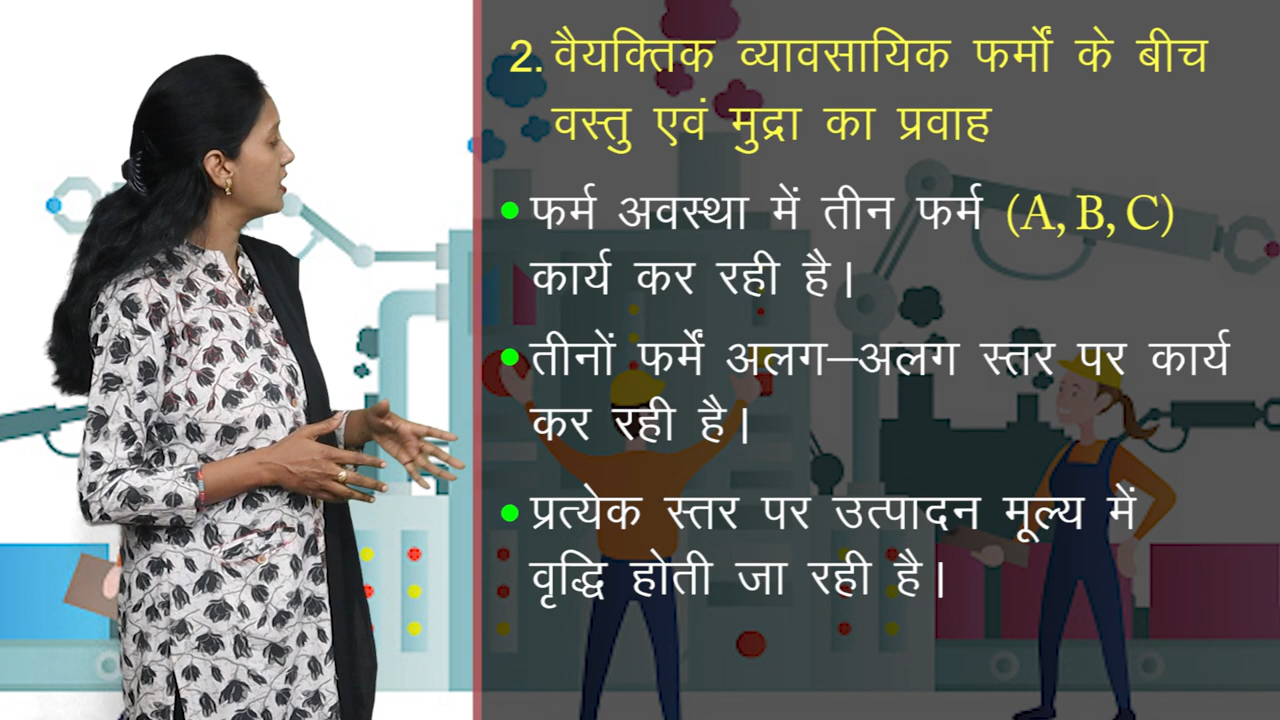 2. वैयक्तिक व्यावसायिक फर्मों के बीच
वस्तु एवं मुद्रा का प्रवाह
• फर्म अवस्था में तीन फर्म (A, B, C)
कार्य कर रही है।
• तीनों फर्में अलग–अलग स्तर पर कार्य
कर रही है।
• प्रत्येक स्तर पर उत्पादन मूल्य में
वृद्धि होती जा रही है।